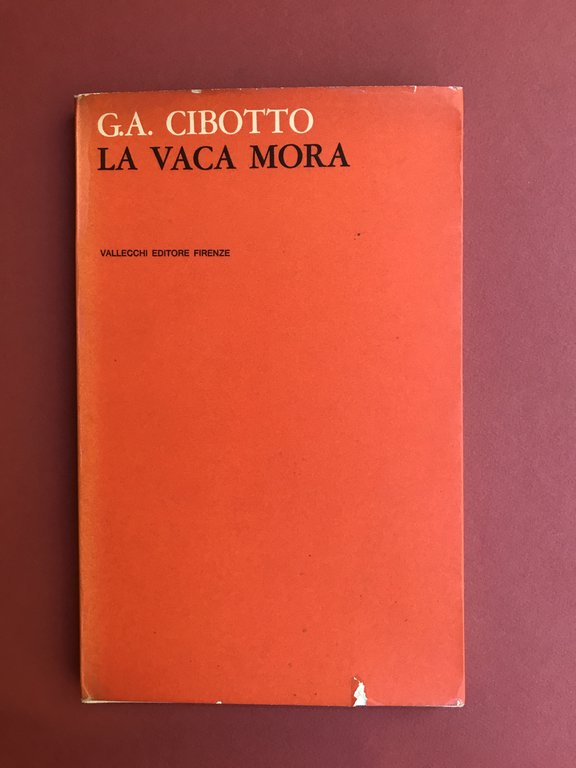 G.A. CIBOTTO
LA VACA MORA
VALLECCHI EDITORE FIRENZE